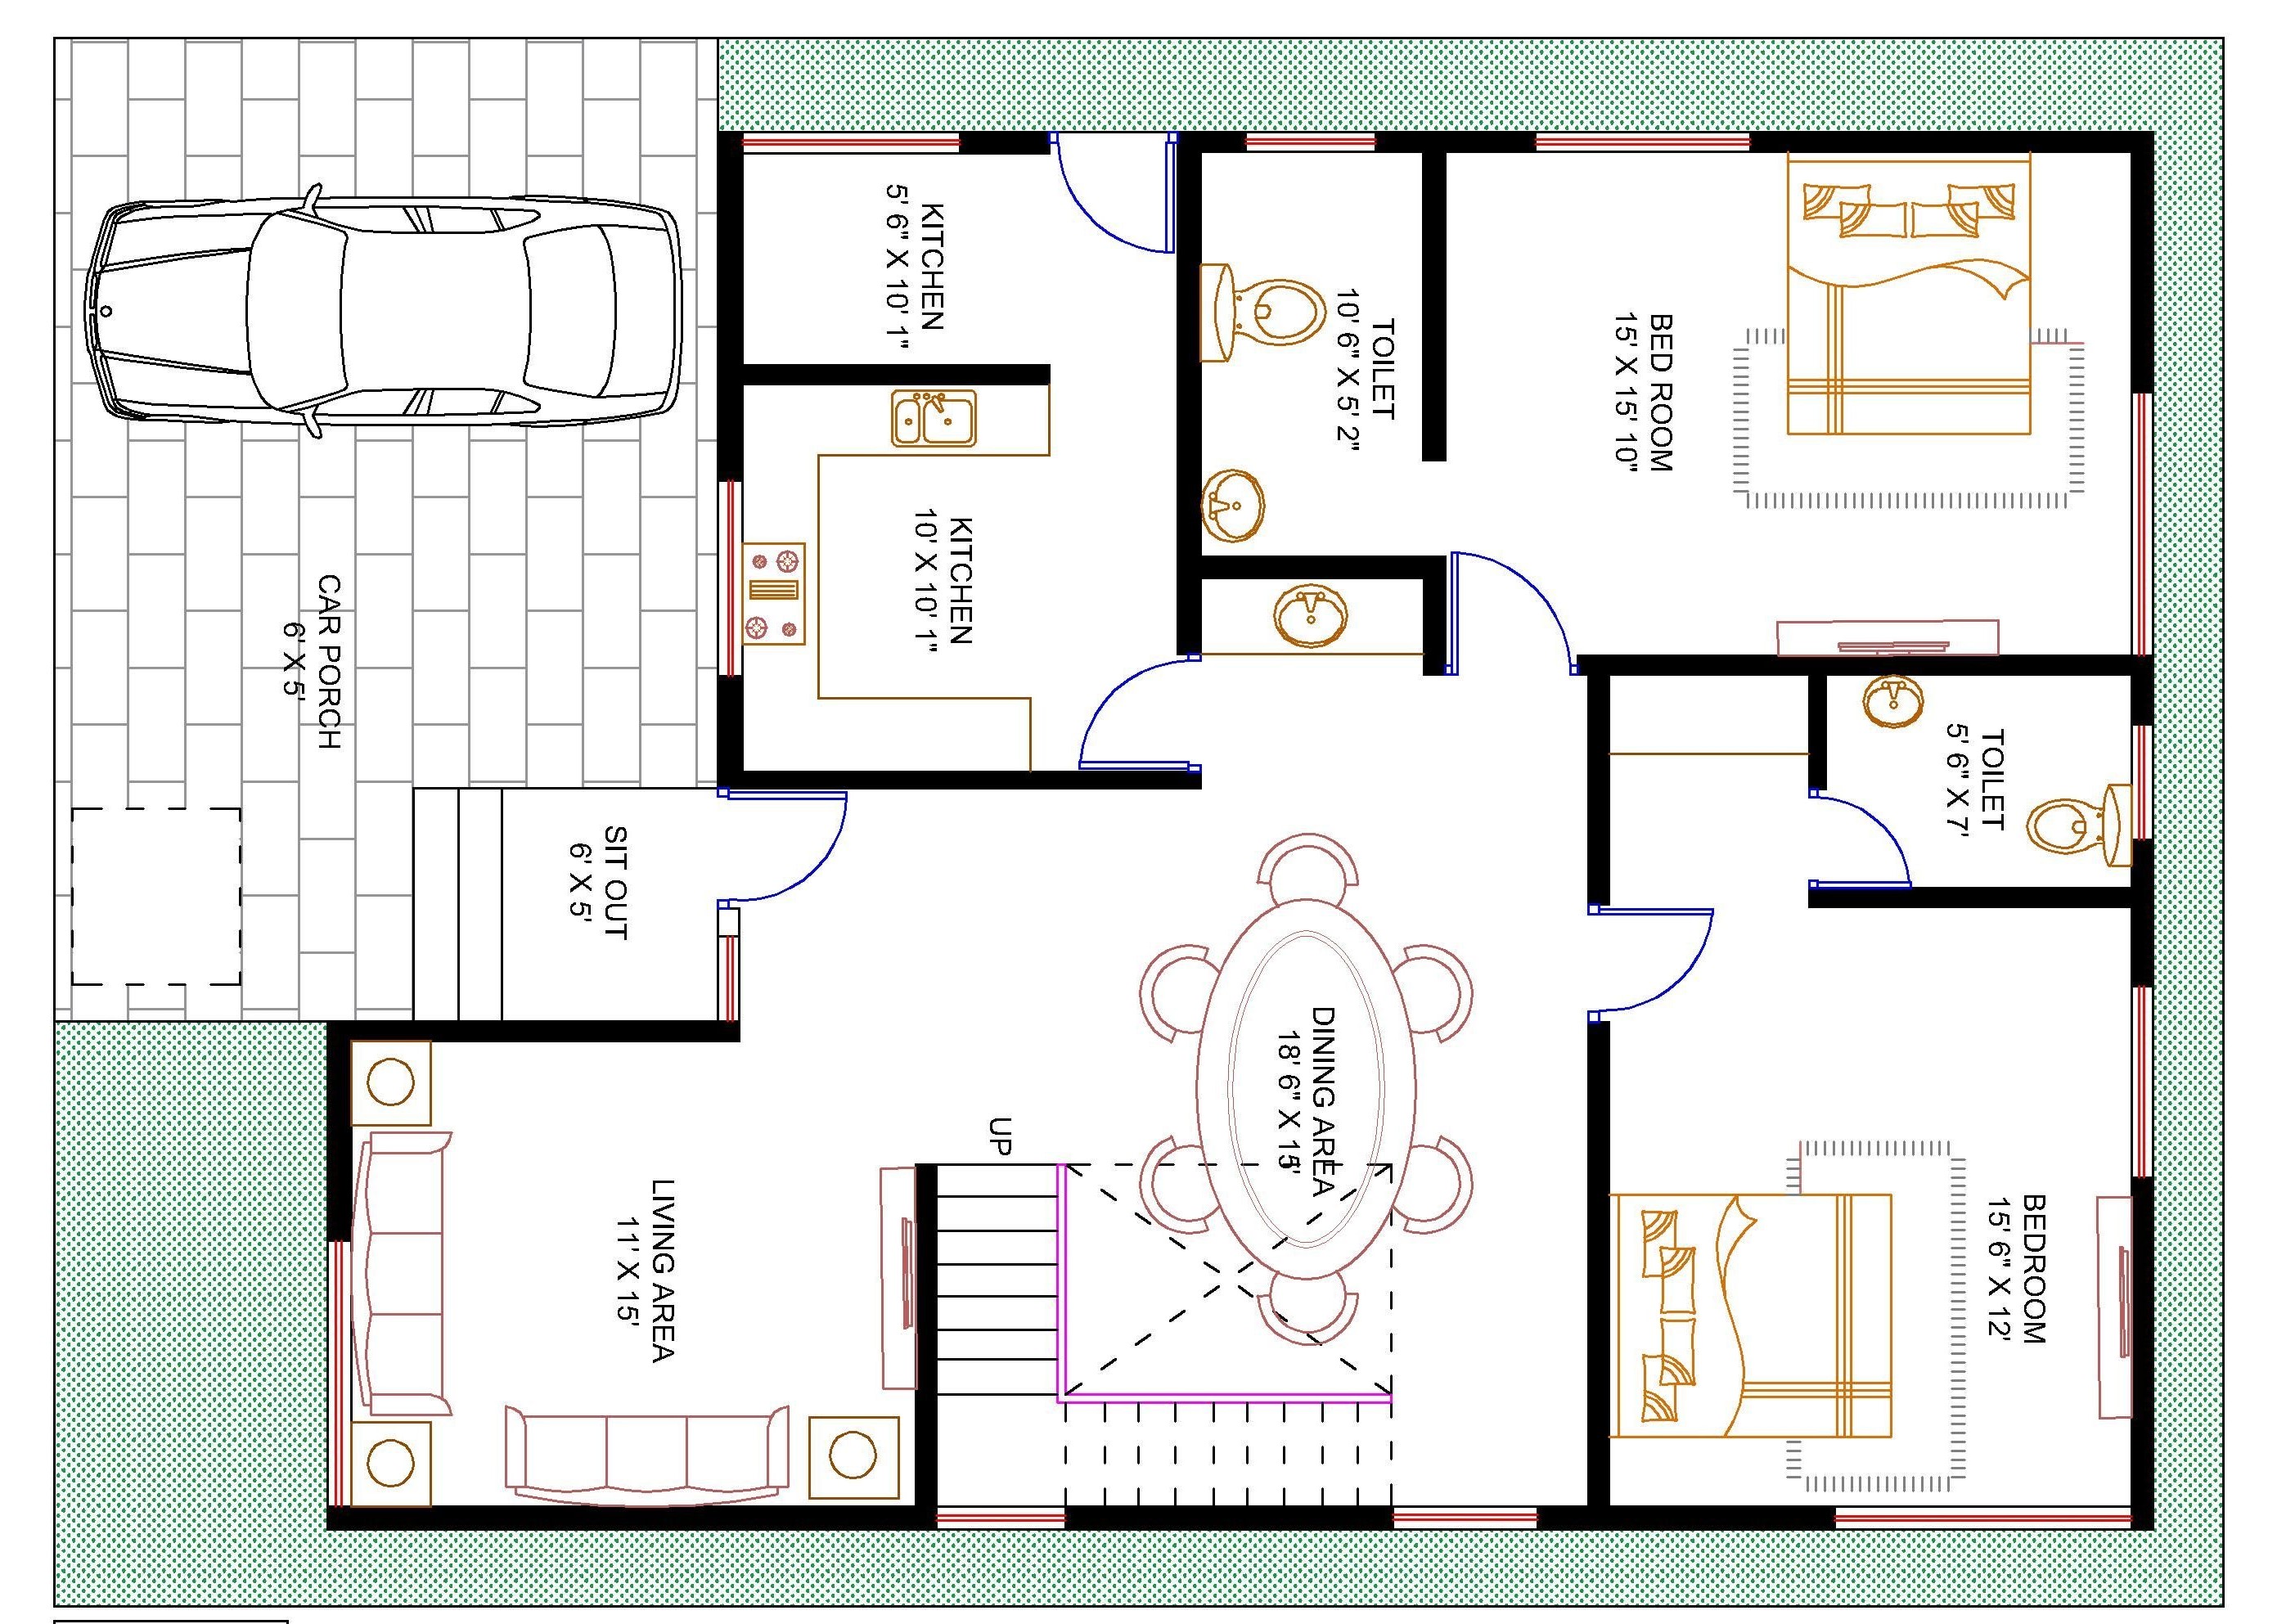 KITCHEN
5' 6" X 10' 1"
TOILET
10' 6" X 5' 2"
BED ROOM
15' X 15' 10"
KITCHEN
10' X 10' 1"
CAR PORCH
6' X 5'
SIT OUT
6' X 5'
TOILET
5' 6" X 7'
DINING AREA
18' 6" X 15'
UP
LIVING AREA
11' X 15'
BEDROOM
15' 6" X 12'